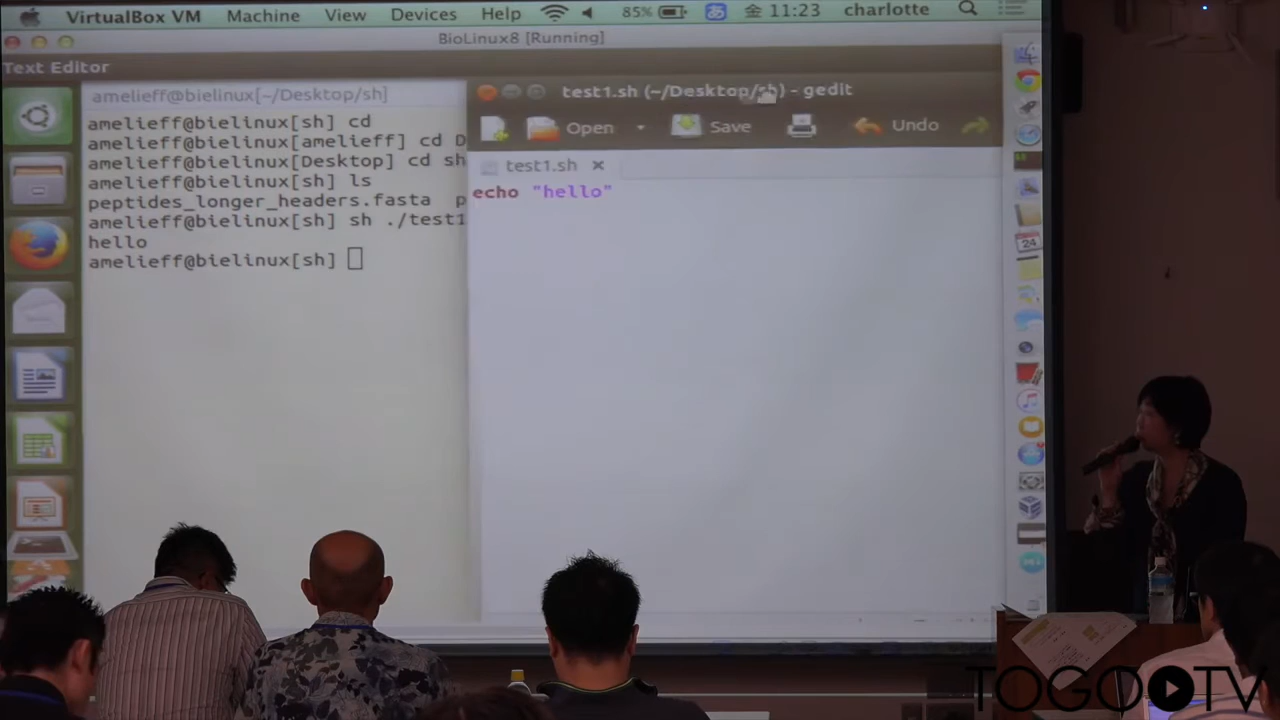 VirtualBox VM Machine View Devices Help 85% あ 金 11:23 charlotte
BioLinux8 [Running]
Text Editor
amelieff@bielinux[~/Desktop/sh]
amelieff@bielinux[sh] cd
amelieff@bielinux[amelieff] cd D
amelieff@bielinux[Desktop] cd sh
amelieff@bielinux[sh] ls
peptides_longer_headers.fasta p
amelieff@bielinux[sh] sh ./test1
hello
amelieff@bielinux[sh]
test1.sh (~/Desktop/sh) - gedit
Open Save Undo
test1.sh
echo "hello"
24
TOGOTV